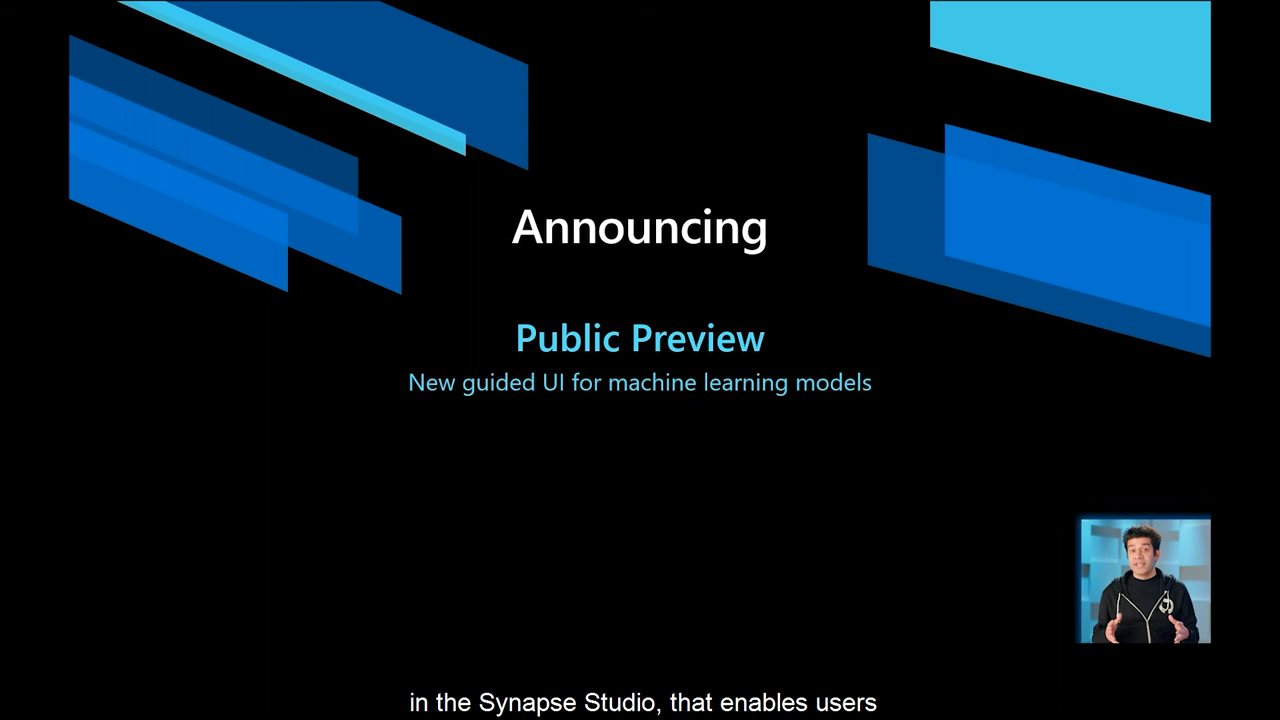 Announcing
Public Preview
New guided UI for machine learning models
in the Synapse Studio, that enables users